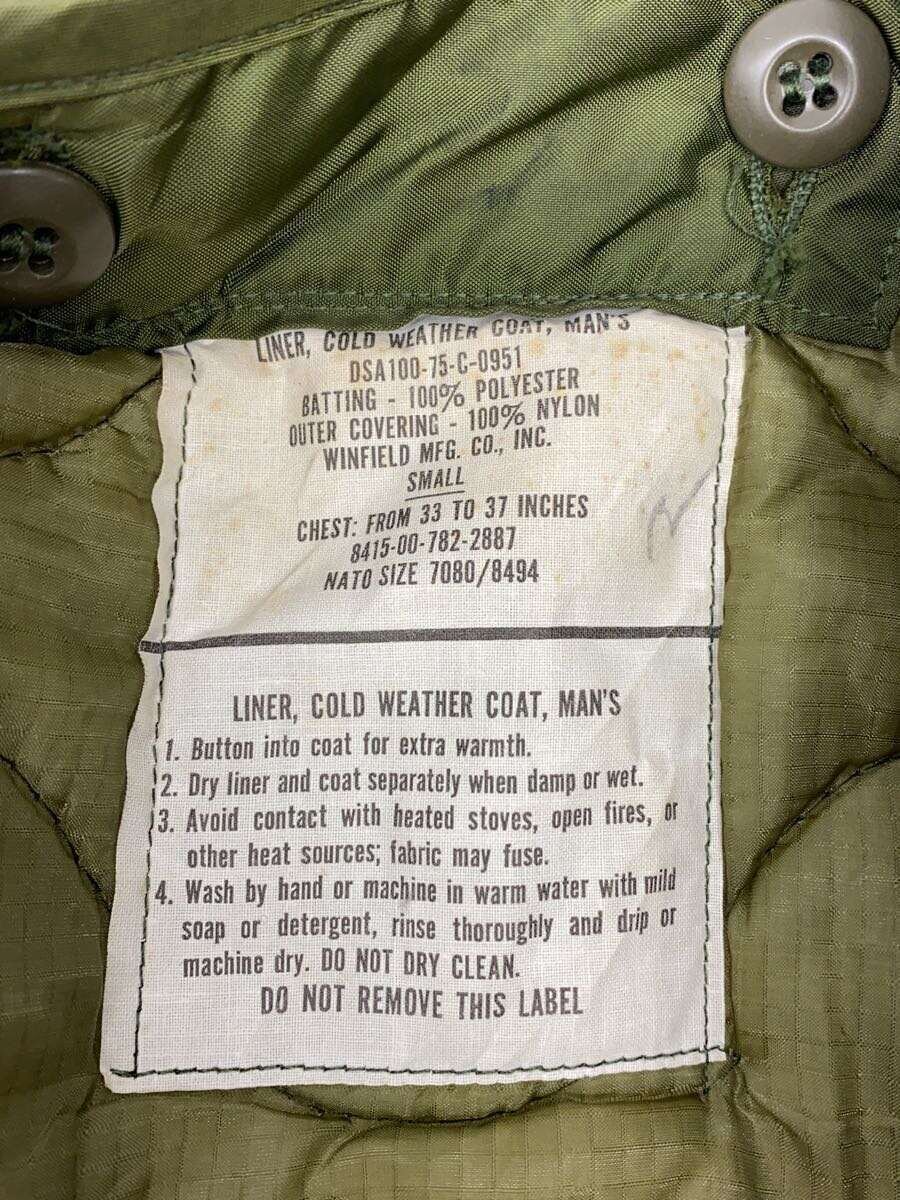 LINER, COLD WEATHER COAT, MAN'S
DSA100-75-C-0951
BATTING - 100% POLYESTER
OUTER COVERING - 100% NYLON
WINFIELD MFG. CO., INC.
SMALL
CHEST: FROM 33 TO 37 INCHES
8415-00-782-2887
NATO SIZE 7080/8494
LINER, COLD WEATHER COAT, MAN'S
1. Button into coat for extra warmth.
2. Dry liner and coat separately when damp or wet.
3. Avoid contact with heated stoves, open fires, or
other heat sources; fabric may fuse.
4. Wash by hand or machine in warm water with mild
soap or detergent, rinse thoroughly and drip or
machine dry. DO NOT DRY CLEAN.
DO NOT REMOVE THIS LABEL